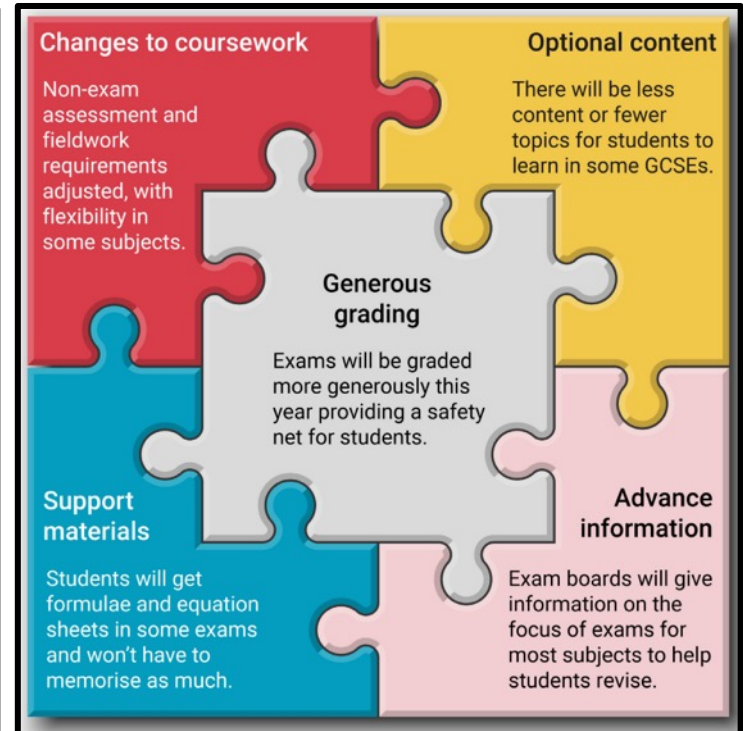 Changes to coursework
Non-exam
assessment and
fieldwork
requirements
adjusted, with
flexibility in
some subjects.
Optional content
There will be less
content or fewer
topics for students to
learn in some GCSEs.
Generous
grading
Exams will be graded
more generously this
year providing a safety
net for students.
Support
materials
Students will get
formulae and equation
sheets in some exams
and won't have to
memorise as much.
Advance
information
Exam boards will give
information on the
focus of exams for
most subjects to help
students revise.